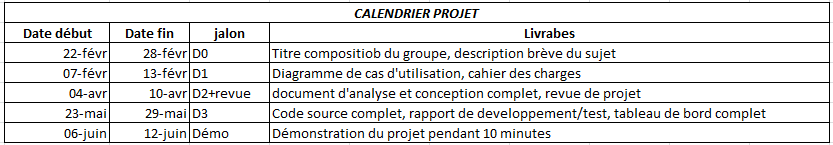 CALENDRIER PROJET
Date début Date fin jalon Livrabes
22-févr 28-févr D0 Titre compositiob du groupe, description brève du sujet
07-févr 13-févr D1 Diagramme de cas d'utilisation, cahier des charges
04-avr 10-avr D2+revue document d'analyse et conception complet, revue de projet
23-mai 29-mai D3 Code source complet, rapport de developpement/test, tableau de bord complet
06-juin 12-juin Démo Démonstration du projet pendant 10 minutes